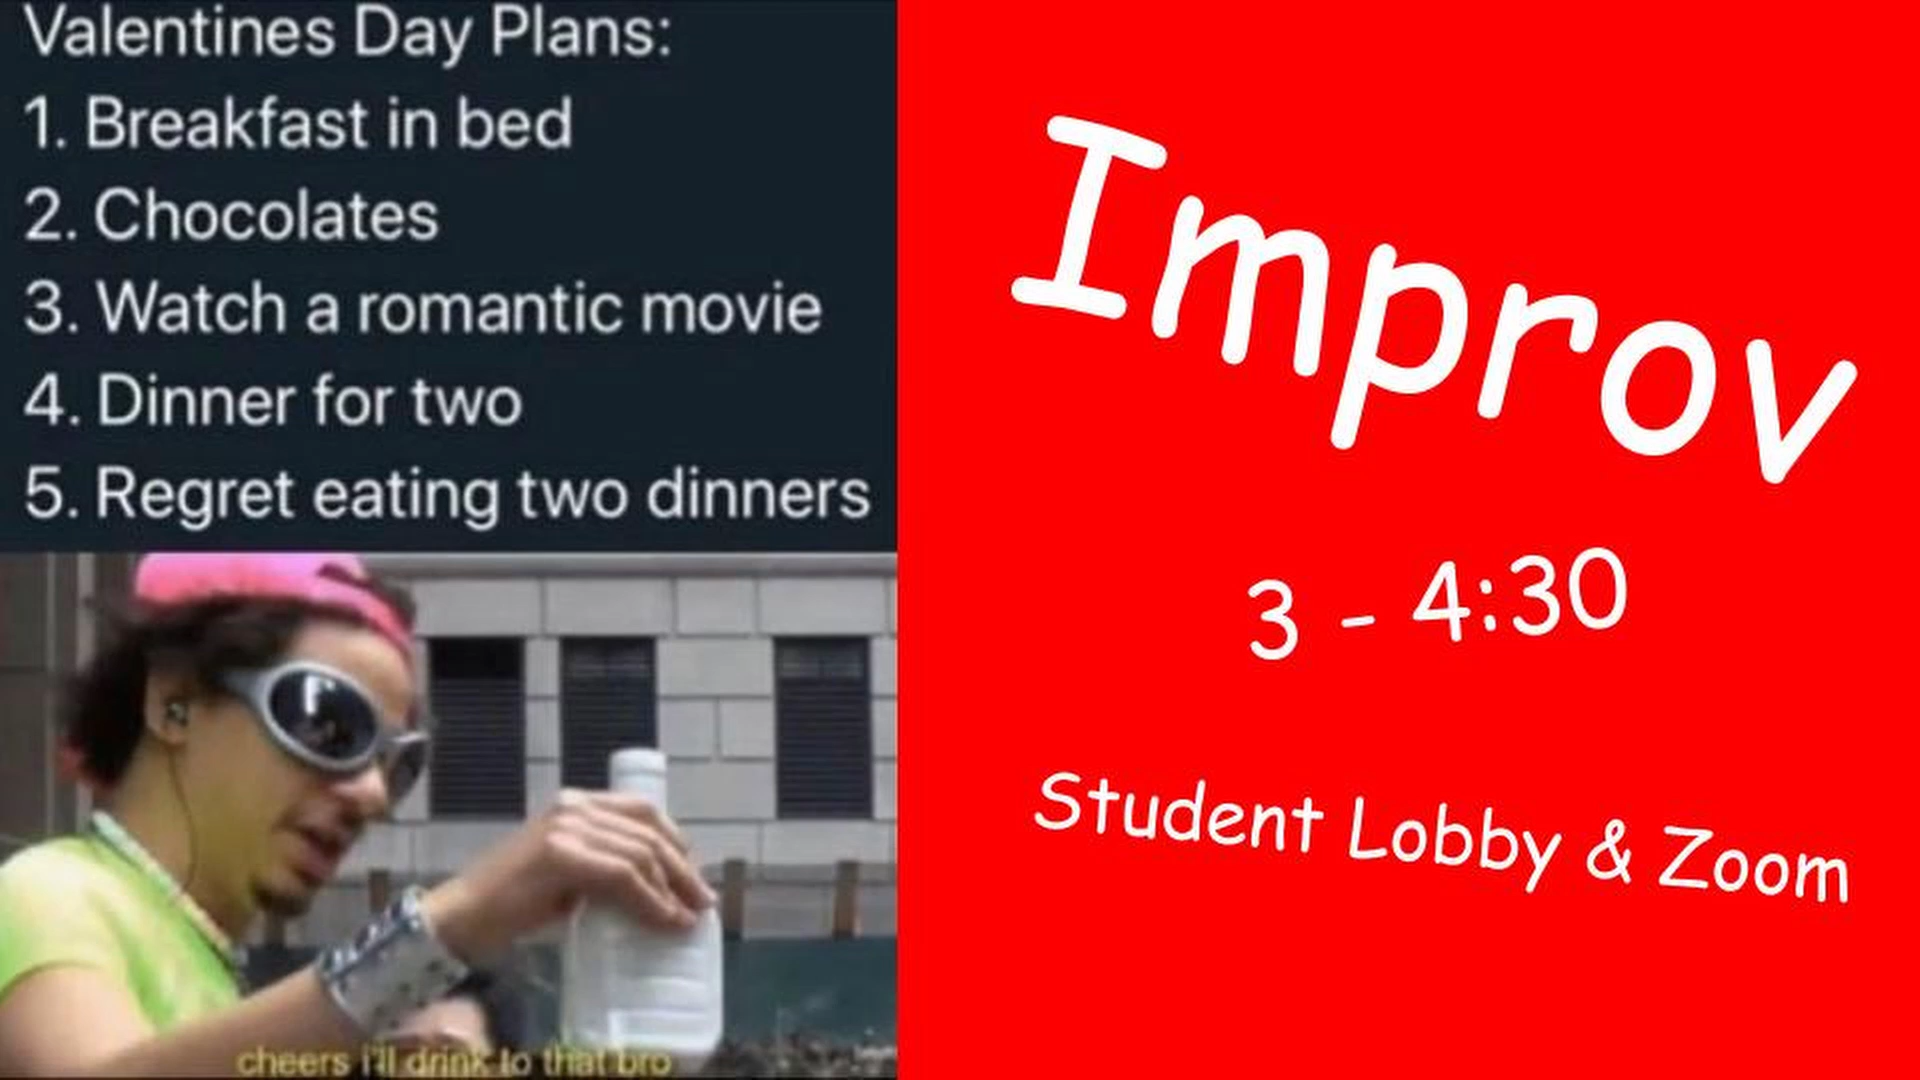 Valentines Day Plans:
1. Breakfast in bed
2. Chocolates
3. Watch a romantic movie
4. Dinner for two
5. Regret eating two dinners
cheers i'll drink to that bro
Improv
3 - 4:30
Student Lobby & Zoom